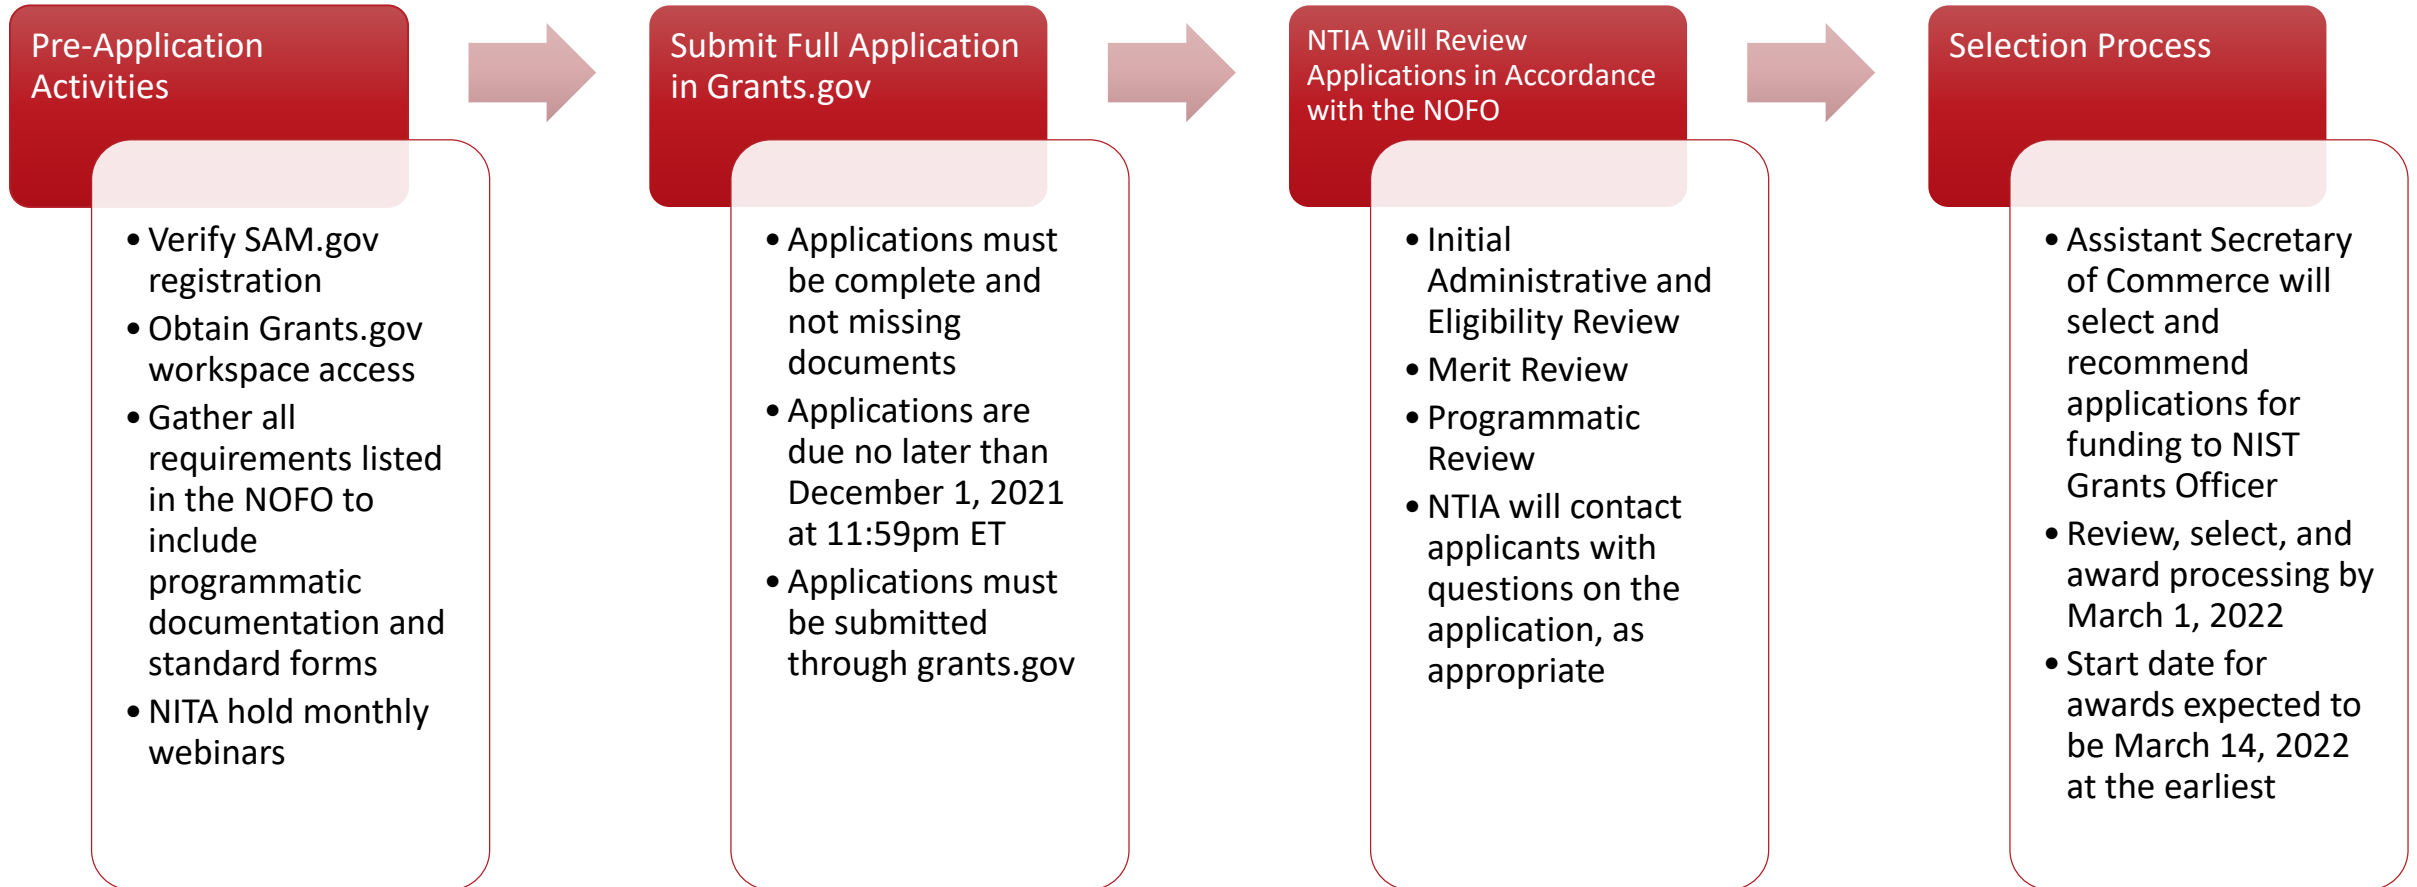 Pre-Application
Activities
• Verify SAM.gov
registration
• Obtain Grants.gov
workspace access
• Gather all
requirements listed
in the NOFO to
include
programmatic
documentation and
standard forms
• NITA hold monthly
webinars
Submit Full Application
in Grants.gov
• Applications must
be complete and
not missing
documents
• Applications are
due no later than
December 1, 2021
at 11:59pm ET
• Applications must
be submitted
through grants.gov
NTIA Will Review
Applications in Accordance
with the NOFO
• Initial
Administrative and
Eligibility Review
• Merit Review
• Programmatic
Review
• NTIA will contact
applicants with
questions on the
application, as
appropriate
Selection Process
• Assistant Secretary
of Commerce will
select and
recommend
applications for
funding to NIST
Grants Officer
• Review, select, and
award processing by
March 1, 2022
• Start date for
awards expected to
be March 14, 2022
at the earliest